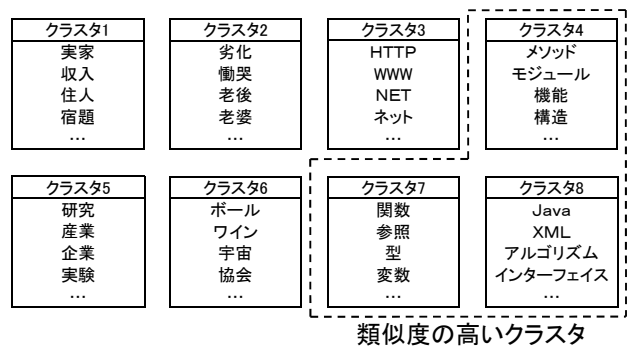 クラスタ1
実家
収入
住人
宿題
…
クラスタ2
劣化
慟哭
老後
老婆
…
クラスタ3
HTTP
WWW
NET
ネット
…
クラスタ4
メソッド
モジュール
機能
構造
…
クラスタ5
研究
産業
企業
実験
…
クラスタ6
ボール
ワイン
宇宙
協会
…
クラスタ7
関数
参照
型
変数
…
クラスタ8
Java
XML
アルゴリズム
インターフェイス
…
類似度の高いクラスタ